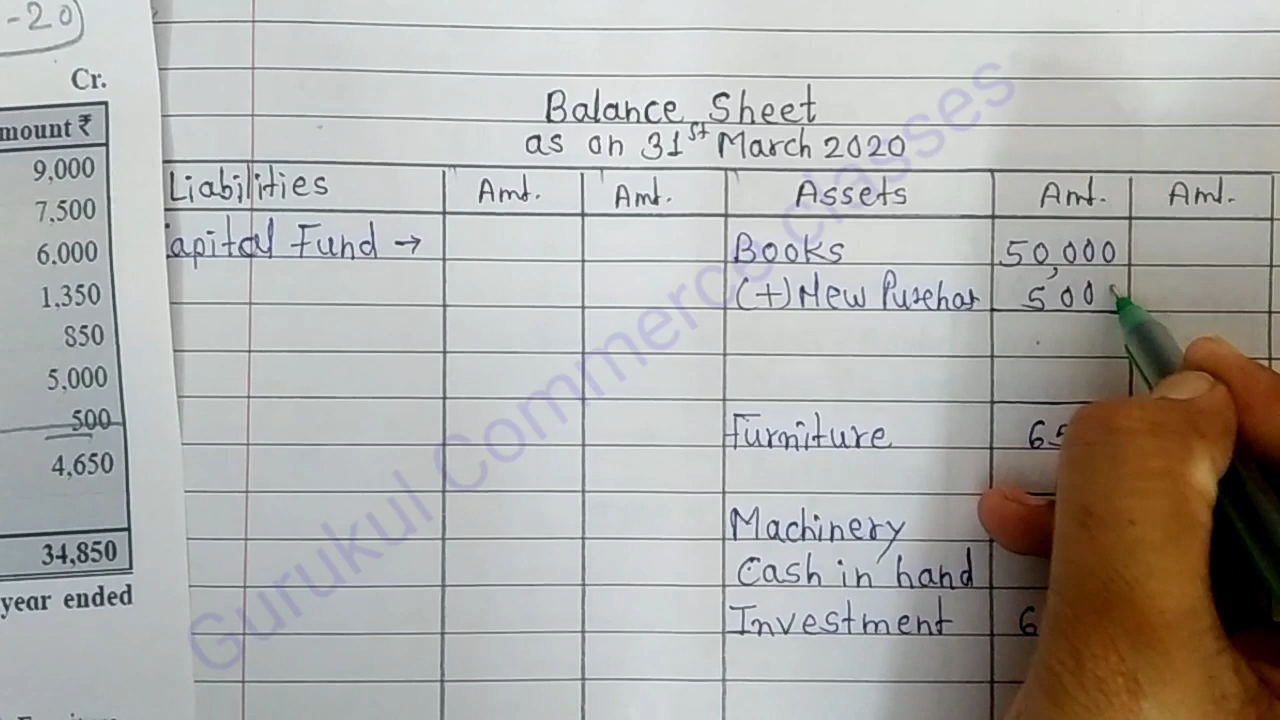 -20
Cr.
mount ₹
9,000
7,500
6,000
1,350
850
5,000
500
4,650
34,850
year ended
Balance Sheet
as on 31st March 2020
Liabilities Amt. Amt. Assets Amt. Amt.
apital Fund → Books 50,000
(+) New Purchas 500
Furniture 65
Machinery
Cash in hand
Investment 6
Gurukul Commerce classes